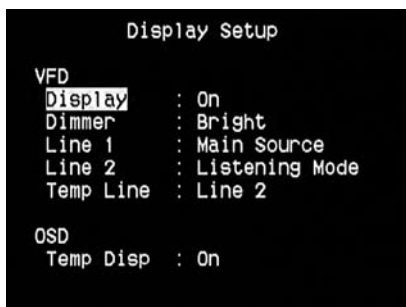 Display Setup
VFD
Display : On
Dimmer : Bright
Line 1 : Main Source
Line 2 : Listening Mode
Temp Line : Line 2
OSD
Temp Disp : On